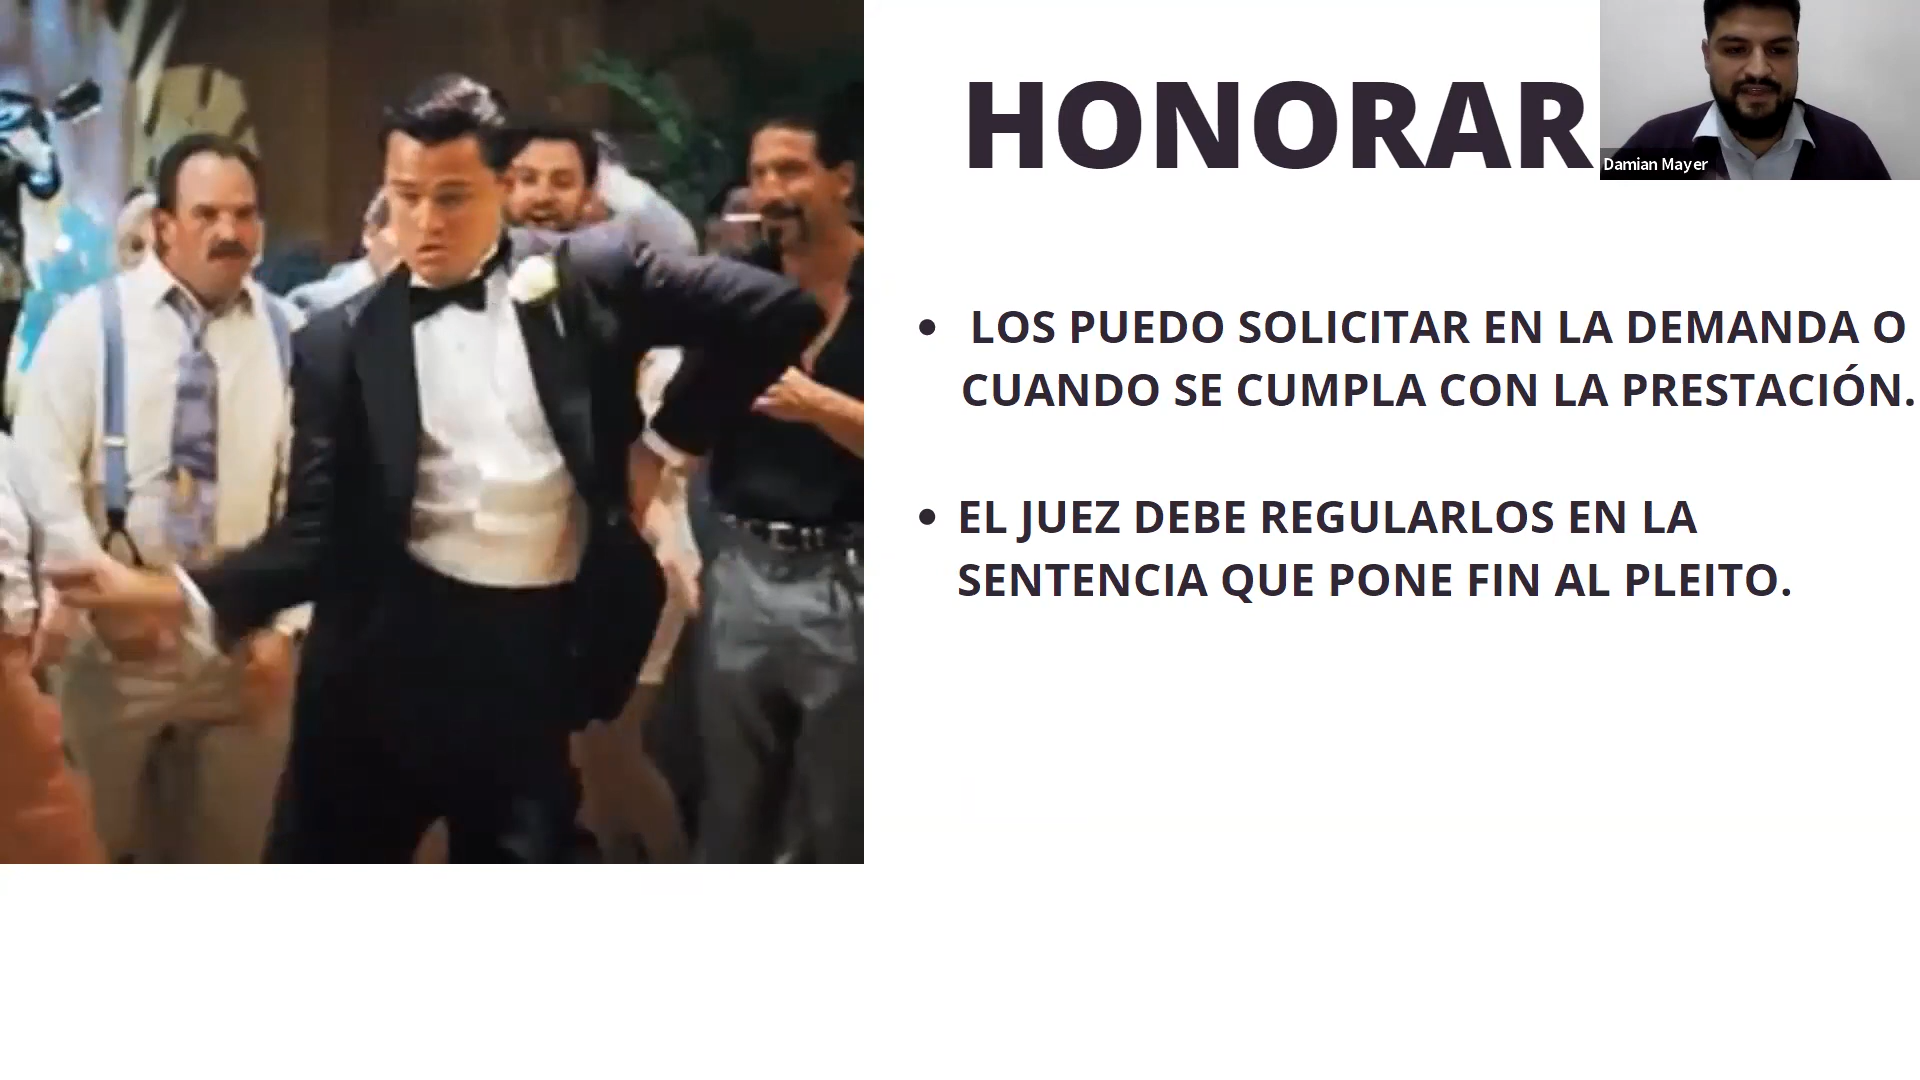 HONORAR
Damian Mayer
• LOS PUEDO SOLICITAR EN LA DEMANDA O
CUANDO SE CUMPLA CON LA PRESTACIÓN.
• EL JUEZ DEBE REGULARLOS EN LA
SENTENCIA QUE PONE FIN AL PLEITO.